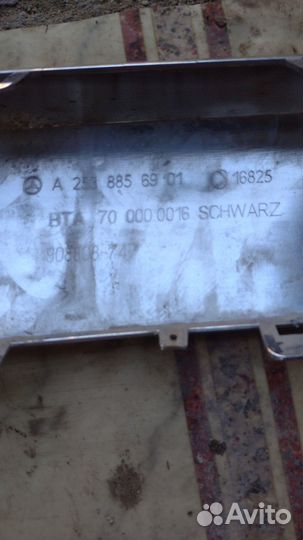 A 253 885 69 01 16825
BTA 70 000 0016 SCHWARZ
Avito